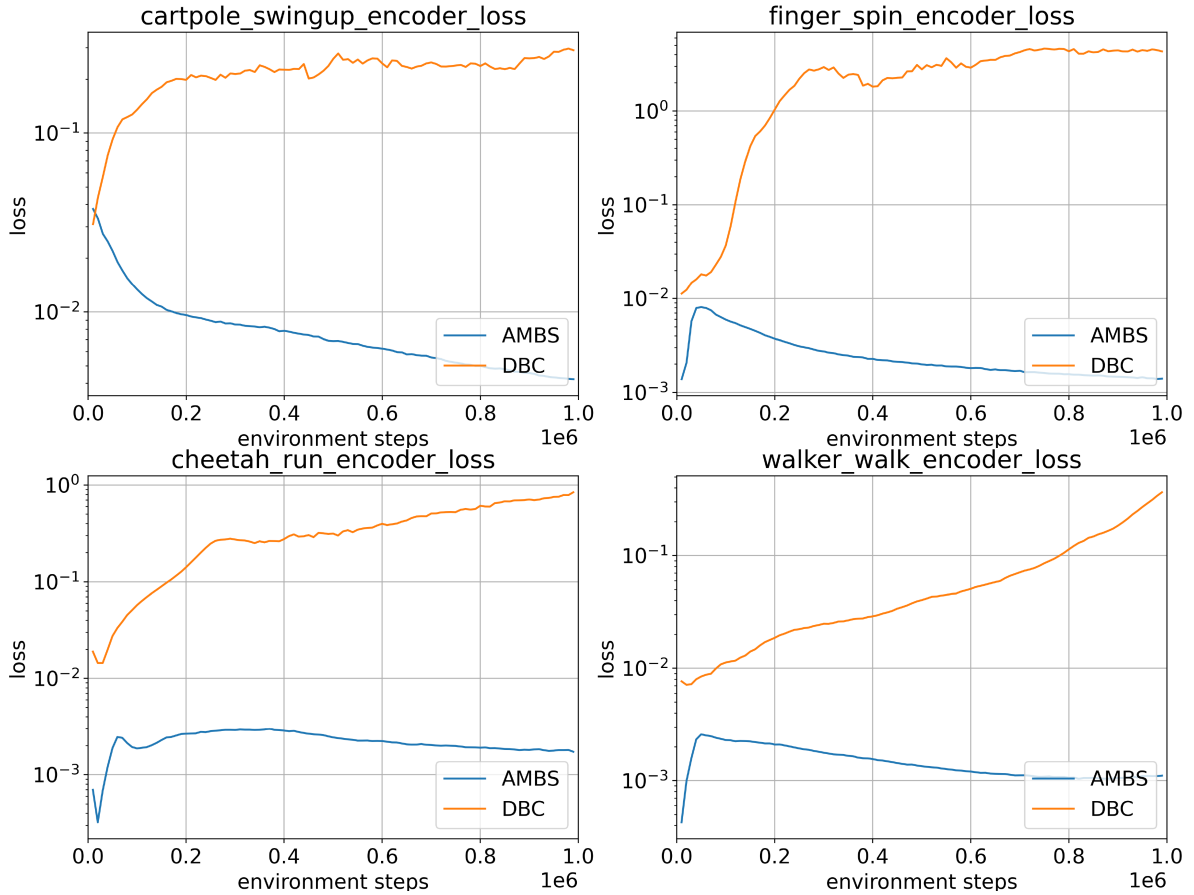 cartpole_swingup_encoder_loss
loss
10⁻¹
10⁻²
AMBS
DBC
0.0 0.2 0.4 0.6 0.8 1.0
environment steps
1e6
finger_spin_encoder_loss
loss
10⁰
10⁻¹
10⁻²
10⁻³
AMBS
DBC
0.0 0.2 0.4 0.6 0.8 1.0
environment steps
1e6
cheetah_run_encoder_loss
loss
10⁰
10⁻¹
10⁻²
10⁻³
AMBS
DBC
0.0 0.2 0.4 0.6 0.8 1.0
environment steps
1e6
walker_walk_encoder_loss
loss
10⁻¹
10⁻²
10⁻³
AMBS
DBC
0.0 0.2 0.4 0.6 0.8 1.0
environment steps
1e6